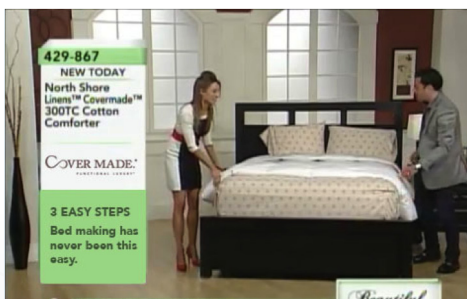 429-867
NEW TODAY
North Shore
Linens™ Covermade™
300TC Cotton
Comforter
COVER MADE.
FUNCTIONAL LUXURY
3 EASY STEPS
Bed making has
never been this
easy.
Beautiful